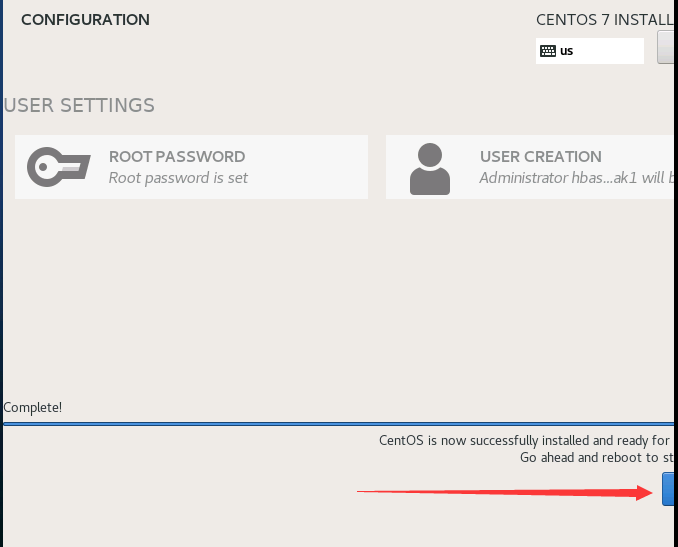 CONFIGURATION
CENTOS 7 INSTALL
us
USER SETTINGS
ROOT PASSWORD
Root password is set
USER CREATION
Administrator hbas...ak1 will b
Complete!
CentOS is now successfully installed and ready for
Go ahead and reboot to st